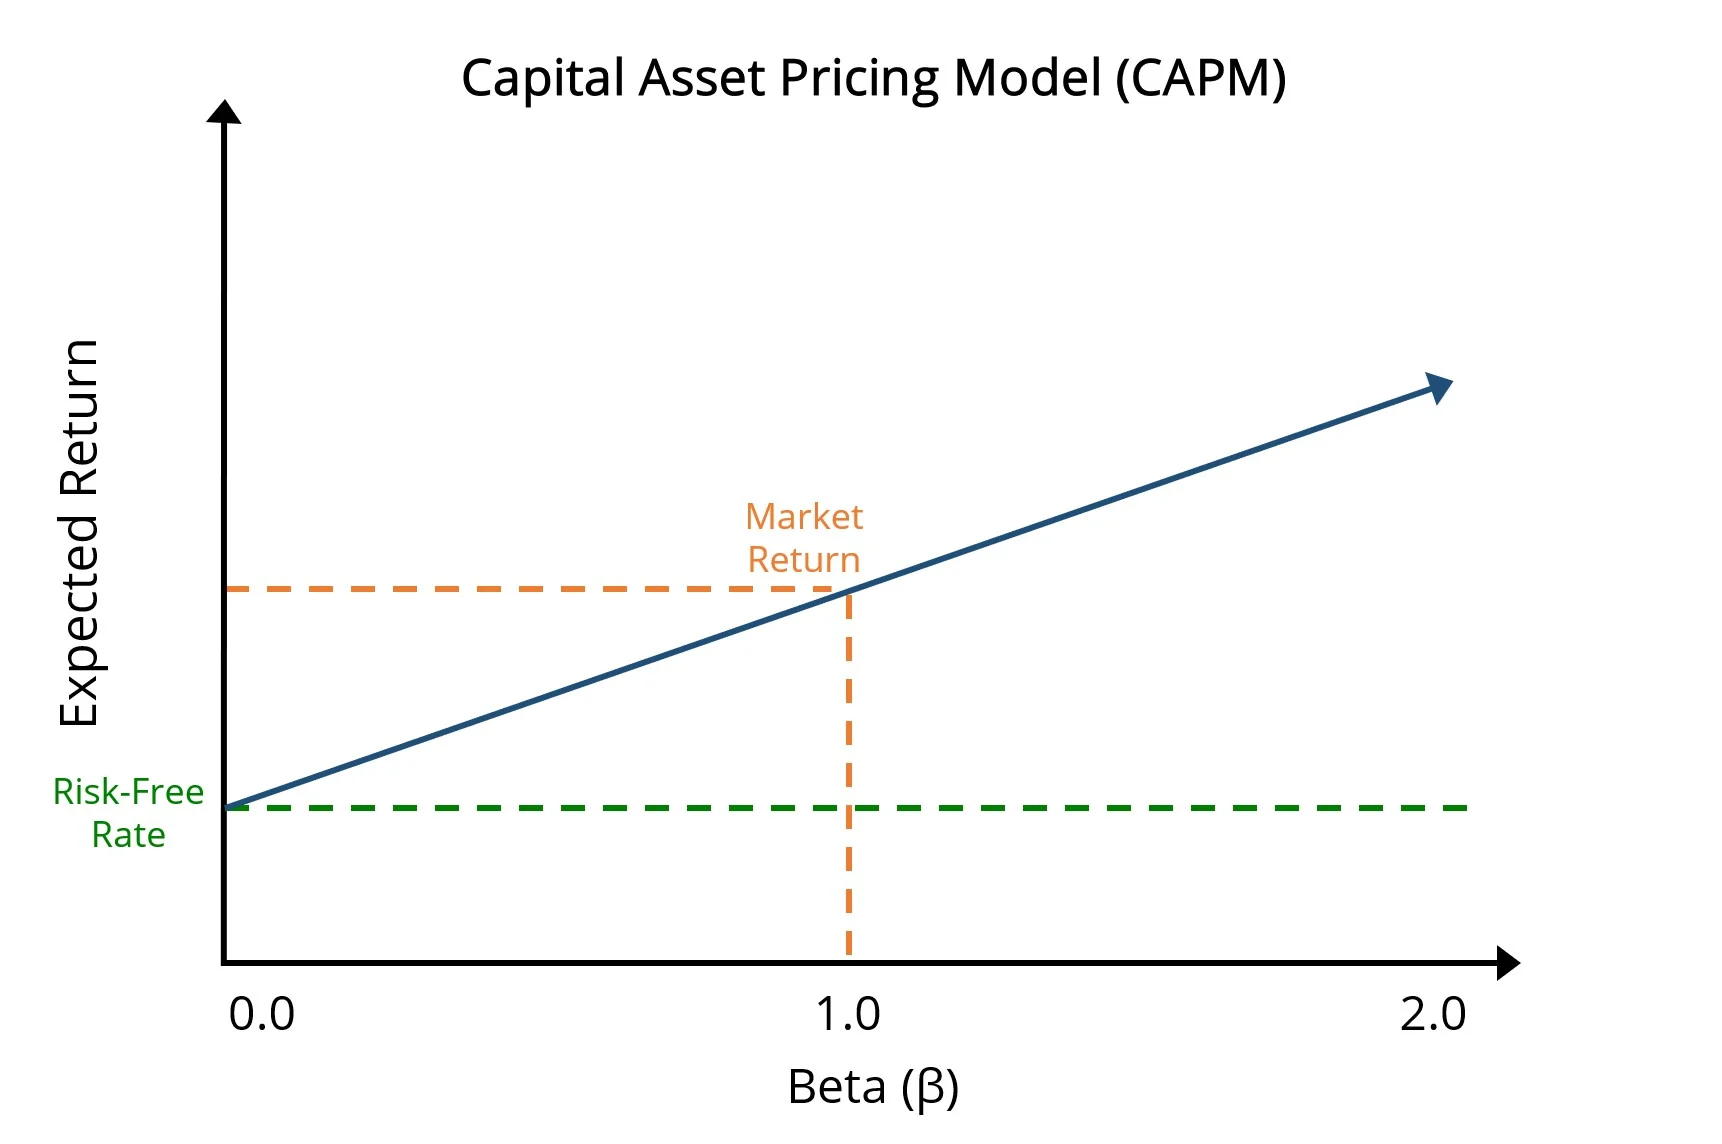 Capital Asset Pricing Model (CAPM)
Expected Return
Market
Return
Risk-Free
Rate
0.0
1.0
2.0
Beta (β)